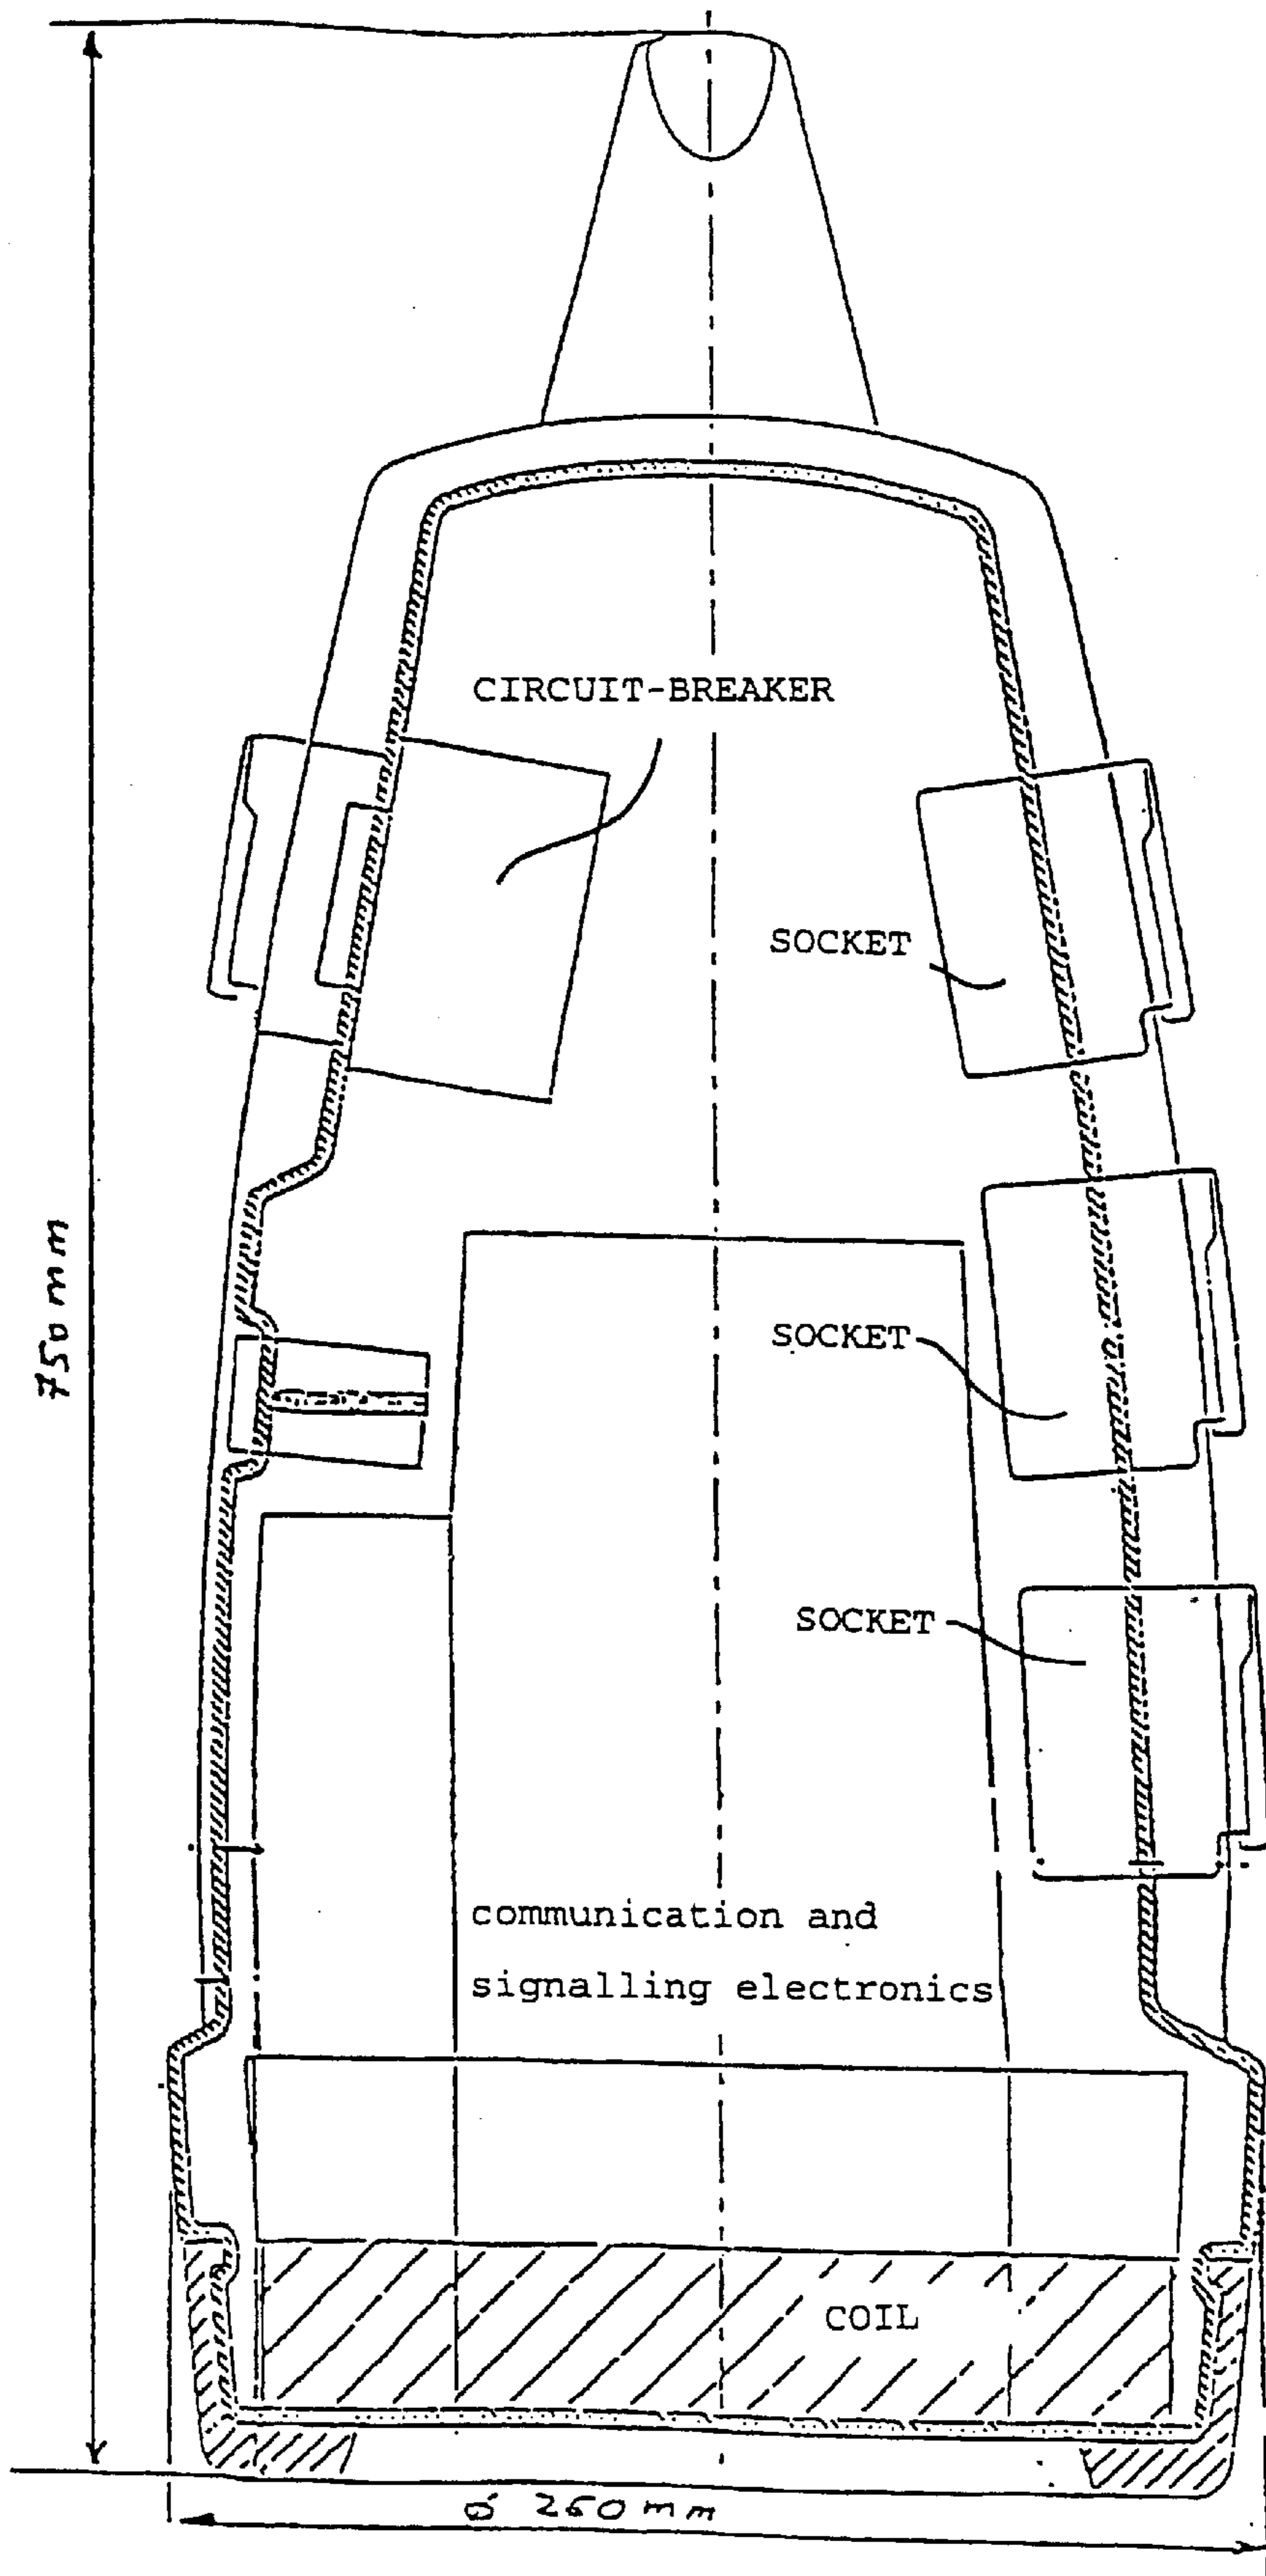 CIRCUIT-BREAKER
SOCKET
750 mm
SOCKET
SOCKET
communication and
signalling electronics
COIL
ø 260 mm